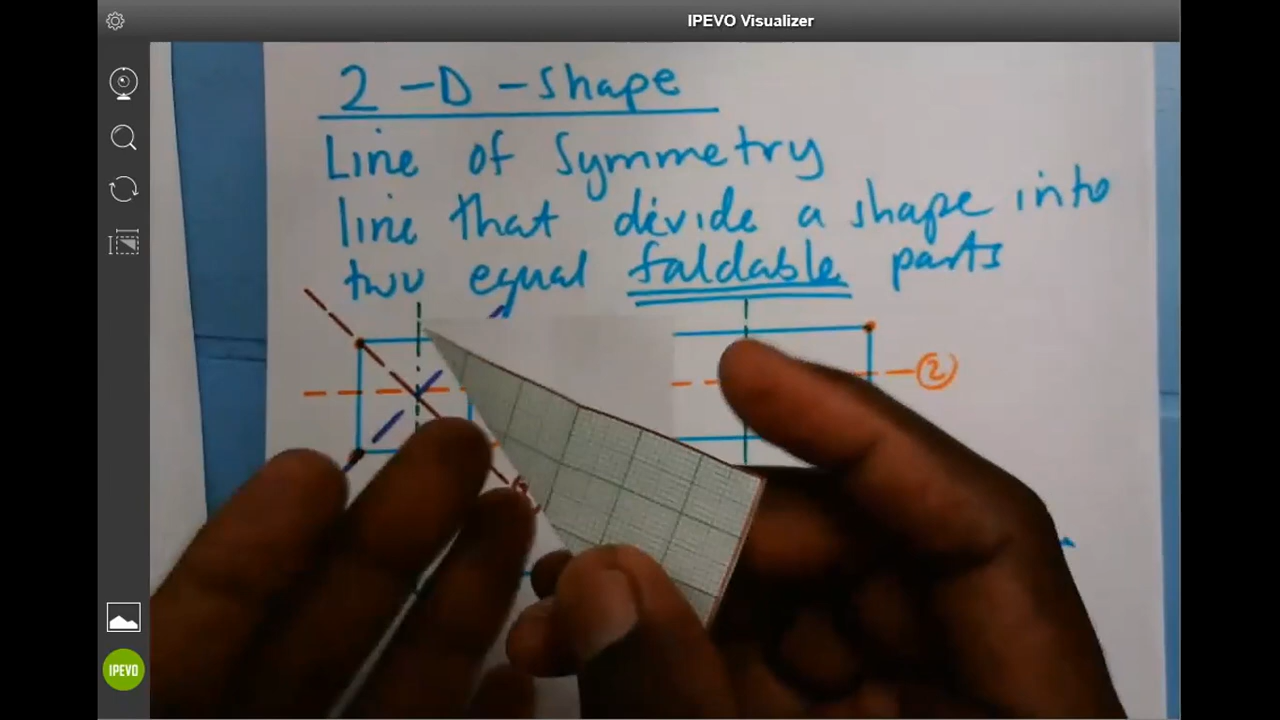 IPEVO Visualizer
2-D-Shape
Line of Symmetry
line that divide a shape into
two equal faldable parts
②
IPEVO